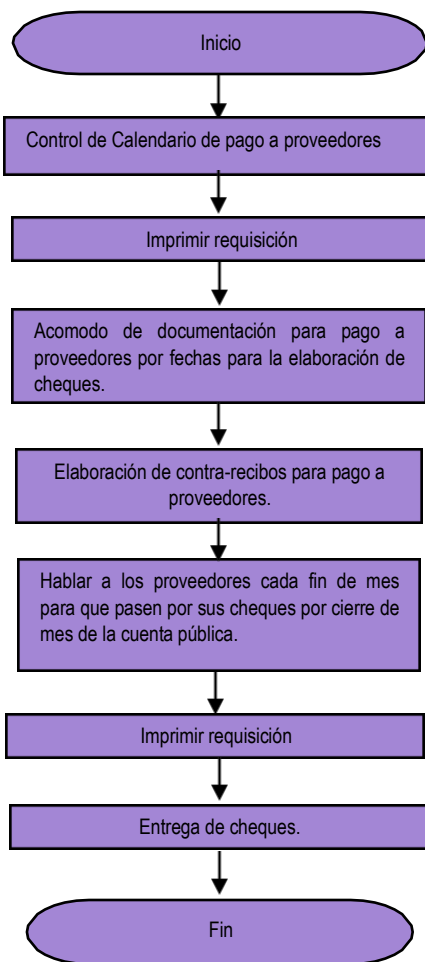 Inicio
Control de Calendario de pago a proveedores
Imprimir requisición
Acomodo de documentación para pago a
proveedores por fechas para la elaboración de
cheques.
Elaboración de contra-recibos para pago a
proveedores.
Hablar a los proveedores cada fin de mes
para que pasen por sus cheques por cierre de
mes de la cuenta pública.
Imprimir requisición
Entrega de cheques.
Fin